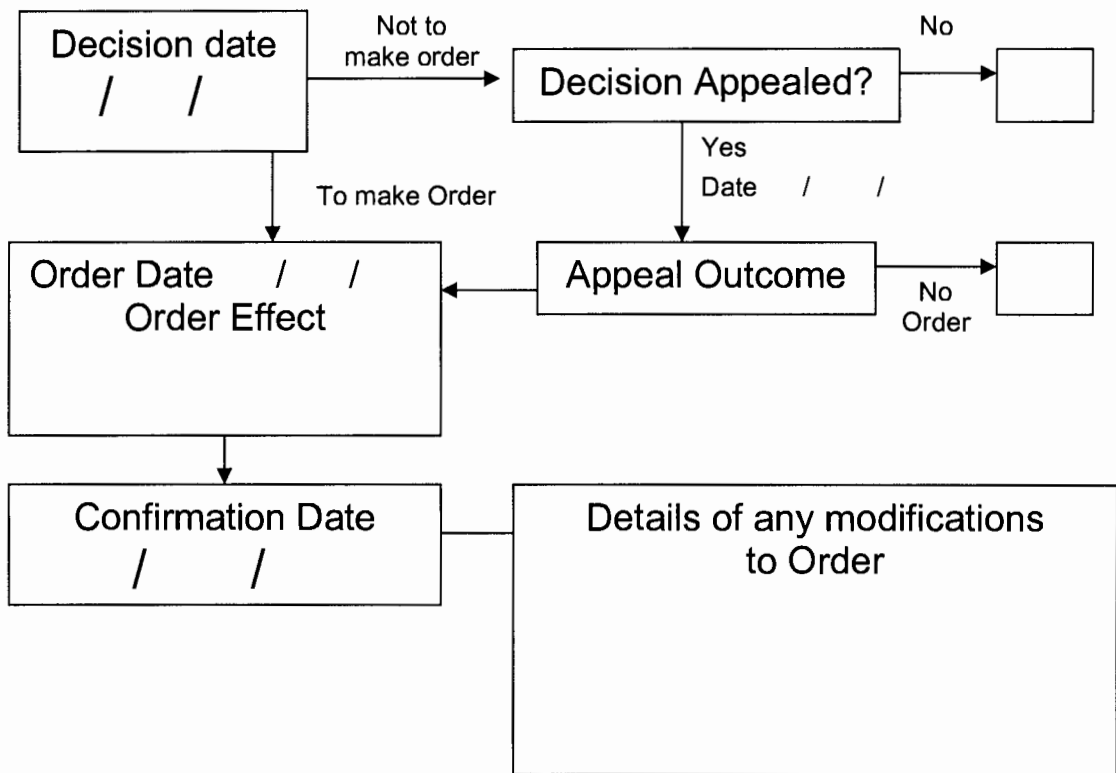 Decision date
/ /
Not to
make order
Decision Appealed?
No
Yes
Date / /
To make Order
Order Date / /
Order Effect
Appeal Outcome
No
Order
Confirmation Date
/ /
Details of any modifications
to Order